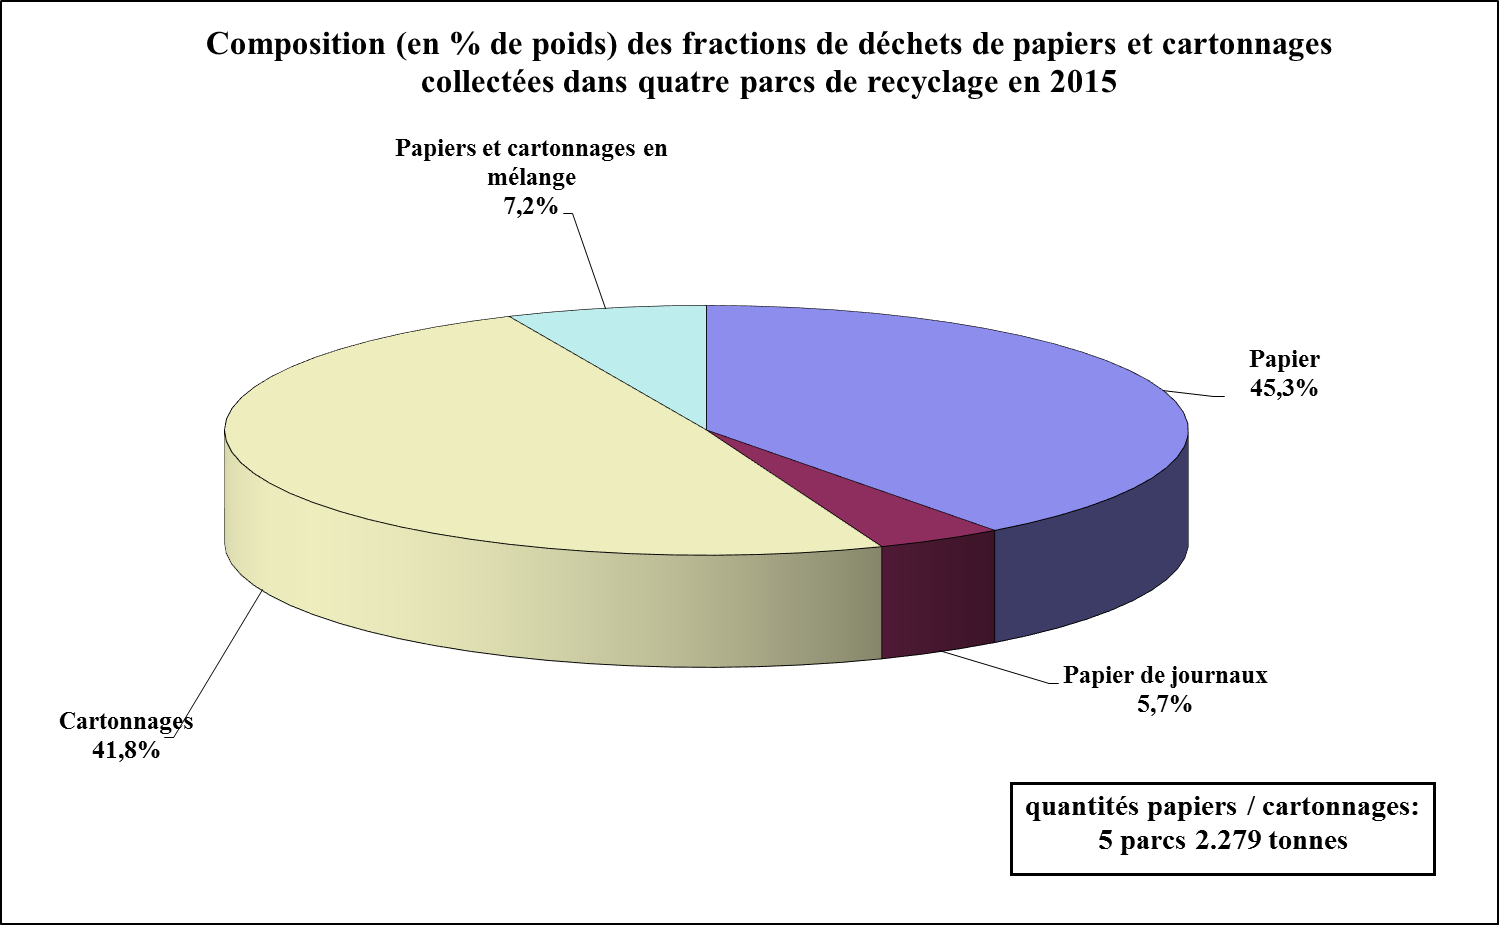 Composition (en % de poids) des fractions de déchets de papiers et cartonnages
collectées dans quatre parcs de recyclage en 2015
Papiers et cartonnages en
mélange
7,2%
Papier
45,3%
Papier de journaux
5,7%
Cartonnages
41,8%
quantités papiers / cartonnages:
5 parcs 2.279 tonnes